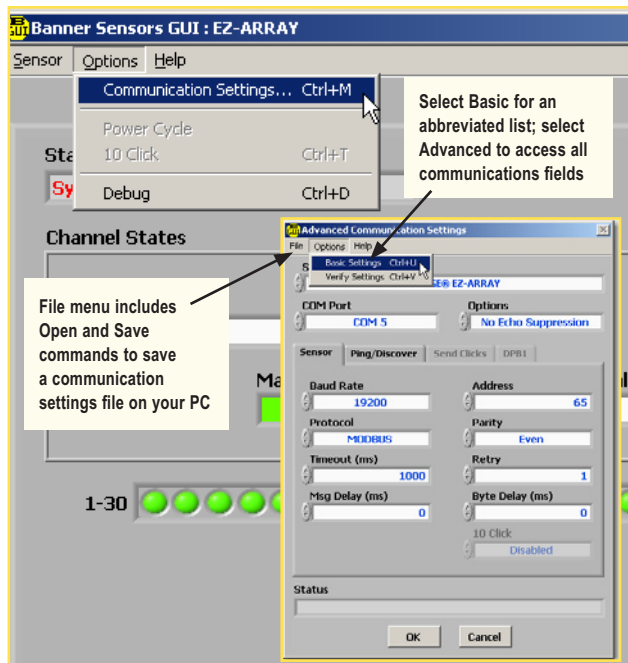 Banner Sensors GUI : EZ-ARRAY
Sensor Options Help
Communication Settings... Ctrl+M
Power Cycle
10 Click Ctrl+T
Debug Ctrl+D
Select Basic for an
abbreviated list; select
Advanced to access all
communications fields
Sta
Sy
Channel States
File menu includes
Open and Save
commands to save
a communication
settings file on your PC
Ma
1-30
Advanced Communication Settings
File Options Help
Basic Settings Ctrl+U
Verify Settings Ctrl+V
EZ-ARRAY
COM Port Options
COM 5 No Echo Suppression
Sensor Ping/Discover Send Clicks DPB1
Baud Rate Address
19200 65
Protocol Parity
MODBUS Even
Timeout (ms) Retry
1000 1
Msg Delay (ms) Byte Delay (ms)
0 0
10 Click
Disabled
Status
OK Cancel